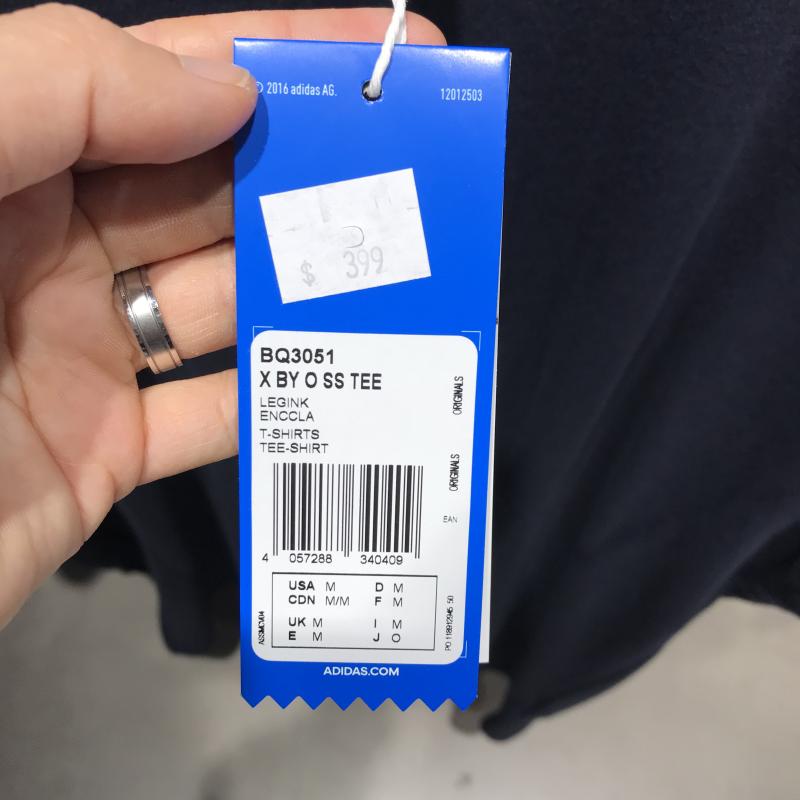 © 2016 adidas AG.
12012503
$ 399
BQ3051
X BY O SS TEE
LEGINK
ENCCLA
T-SHIRTS
TEE-SHIRT
ORIGINALS
ORIGINALS
EAN
4 057288 340409
USA M D M
CDN M/M F M
UK M I M
E M J O
ADIDAS.COM